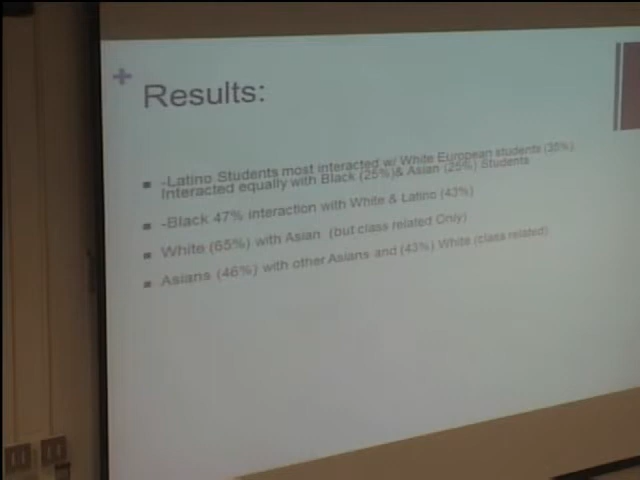 +
Results:
-Latino Students most interacted w/ White European students (38%)
Interacted equally with Black (25%)& Asian (25%) Students
-Black 47% interaction with White & Latino (43%)
White (65%) with Asian (but class related Only)
Asians (46%) with other Asians and (43%) White (class related)